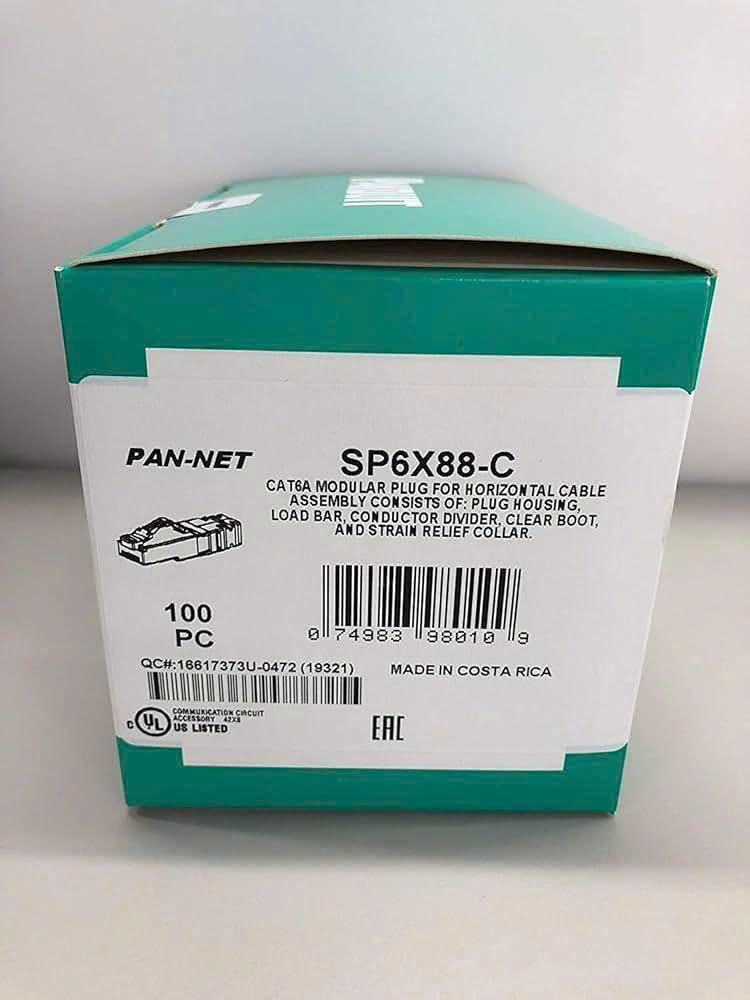 PAN-NET
SP6X88-C
CAT6A MODULAR PLUG FOR HORIZONTAL CABLE
ASSEMBLY CONSISTS OF: PLUG HOUSING,
LOAD BAR, CONDUCTOR DIVIDER, CLEAR BOOT,
AND STRAIN RELIEF COLLAR.
100
PC
0 74983 98010 9
QC#:16617373U-0472 (19321)
MADE IN COSTA RICA
C UL US LISTED
COMMUNICATION CIRCUIT
ACCESSORY 42X8
EAC